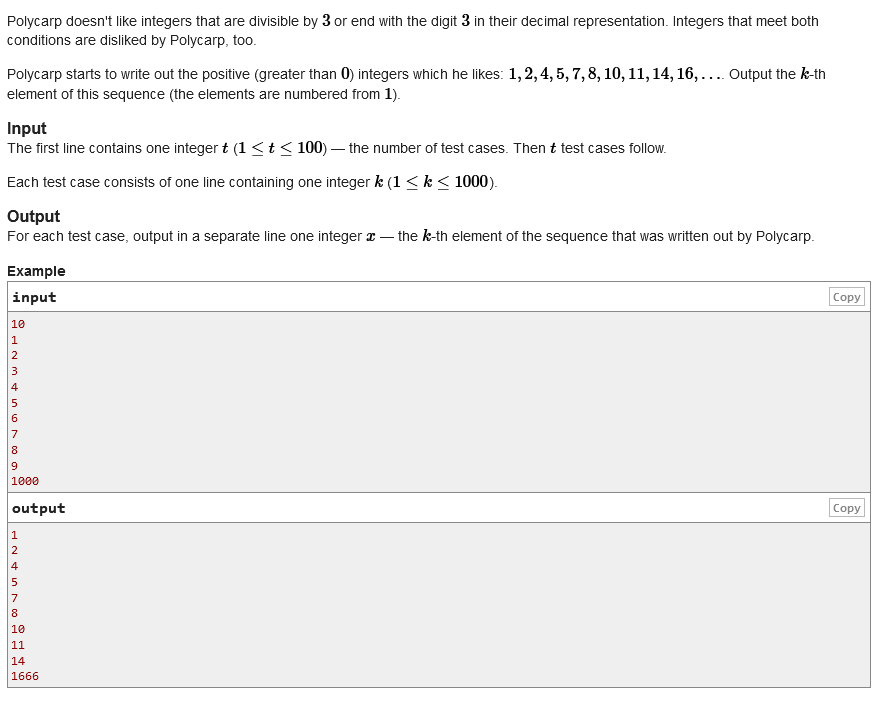 Polycarp doesn't like integers that are divisible by 3 or end with the digit 3 in their decimal representation. Integers that meet both
conditions are disliked by Polycarp, too.
Polycarp starts to write out the positive (greater than 0) integers which he likes: 1, 2, 4, 5, 7, 8, 10, 11, 14, 16, .... Output the k-th
element of this sequence (the elements are numbered from 1).
Input
The first line contains one integer t (1 ≤ t ≤ 100) — the number of test cases. Then t test cases follow.
Each test case consists of one line containing one integer k (1 ≤ k ≤ 1000).
Output
For each test case, output in a separate line one integer x — the k-th element of the sequence that was written out by Polycarp.
Example
input Copy
10
1
2
3
4
5
6
7
8
9
1000
output Copy
1
2
4
5
7
8
10
11
14
1666